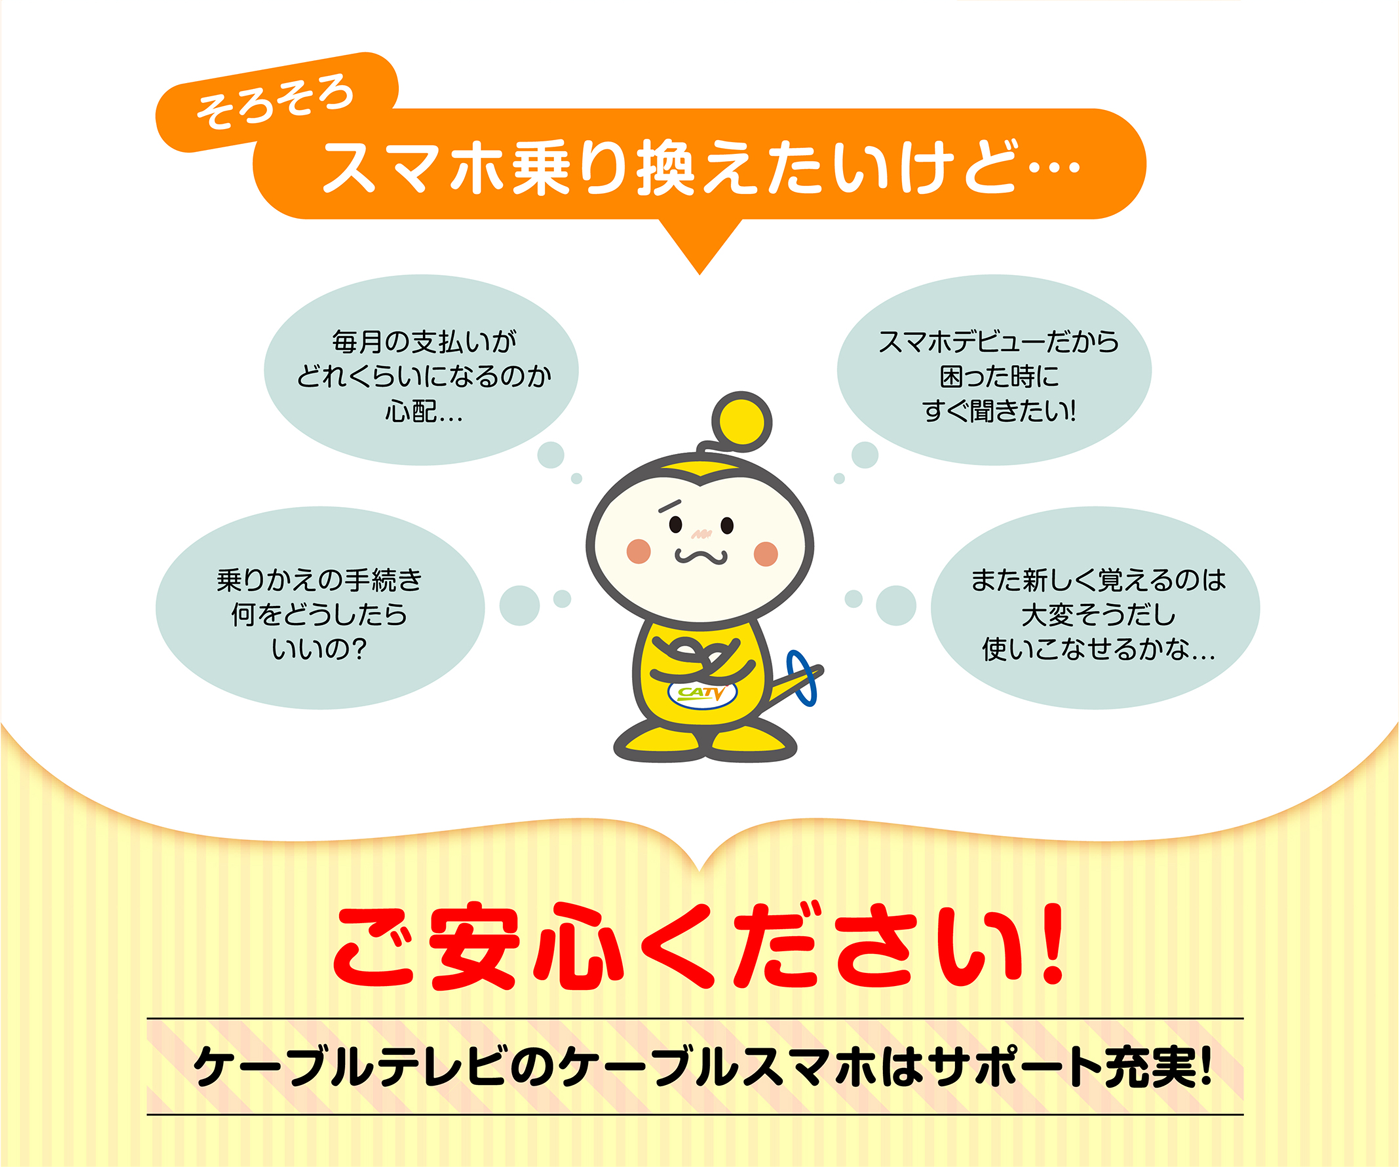 そろそろ
スマホ乗り換えたいけど…
毎月の支払いが
どれくらいになるのか
心配…
スマホデビューだから
困った時に
すぐ聞きたい!
乗りかえの手続き
何をどうしたら
いいの?
また新しく覚えるのは
大変そうだし
使いこなせるかな…
CATV
ご安心ください!
ケーブルテレビのケーブルスマホはサポート充実!